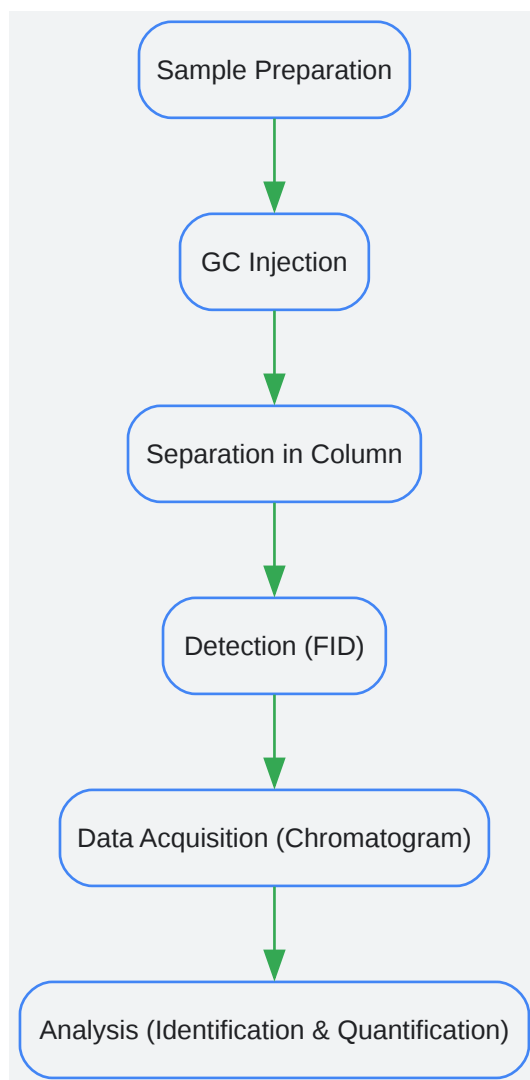 Sample Preparation
GC Injection
Separation in Column
Detection (FID)
Data Acquisition (Chromatogram)
Analysis (Identification & Quantification)